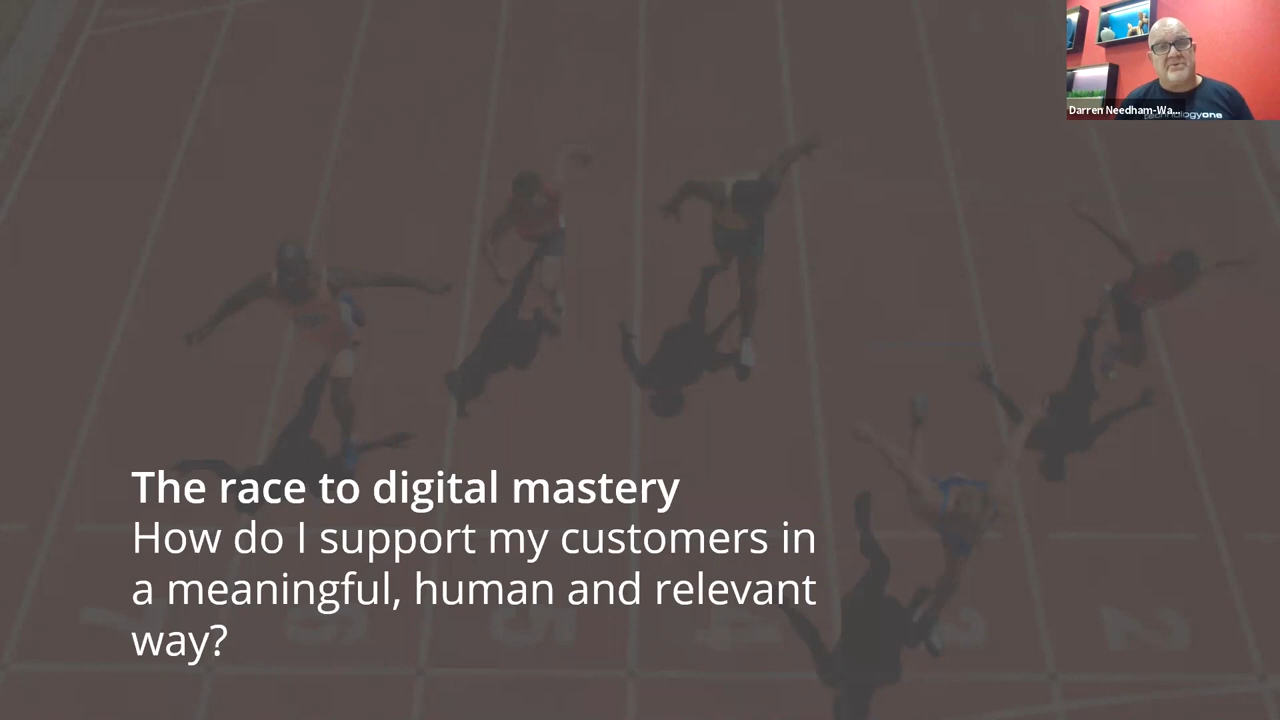 Darren Needham-Wa...
technologyone
The race to digital mastery
How do I support my customers in
a meaningful, human and relevant
way?